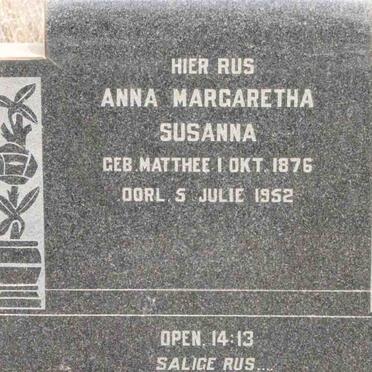 HIER RUS
ANNA MARGARETHA
SUSANNA
GEB. MATTHEE 1 OKT. 1876
OORL. 5 JULIE 1952
OPEN. 14:13
SALIGE RUS....